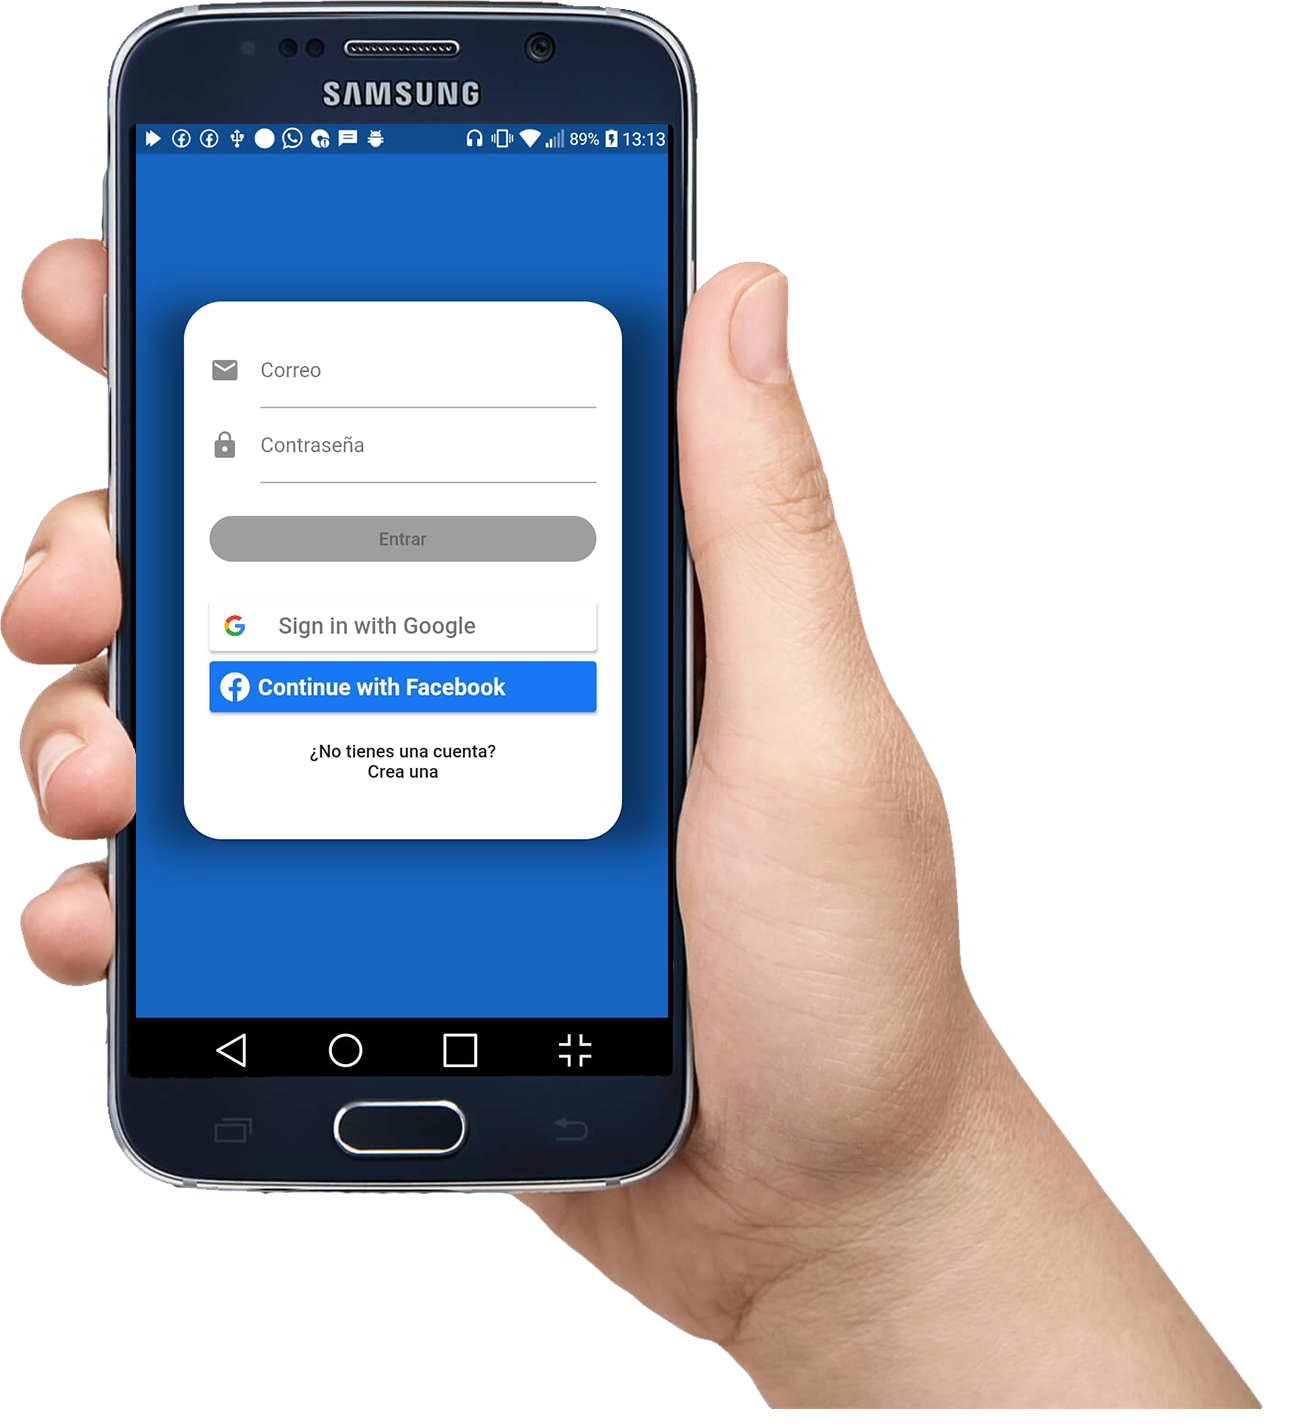 SAMSUNG
89% 13:13
Correo
Contraseña
Entrar
Sign in with Google
Continue with Facebook
¿No tienes una cuenta?
Crea una